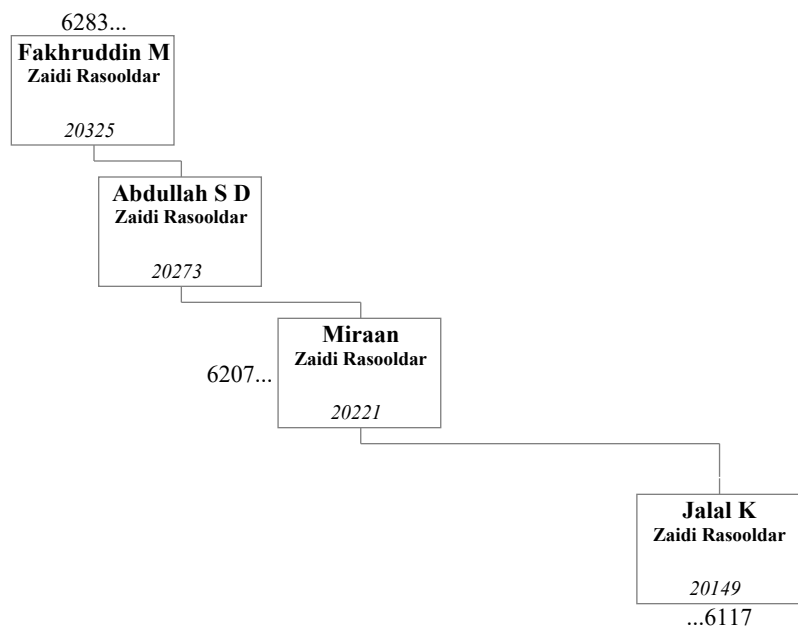 6283...
Fakhruddin M
Zaidi Rasooldar
20325
Abdullah S D
Zaidi Rasooldar
20273
Miraan
Zaidi Rasooldar
6207...
20221
Jalal K
Zaidi Rasooldar
20149
...6117